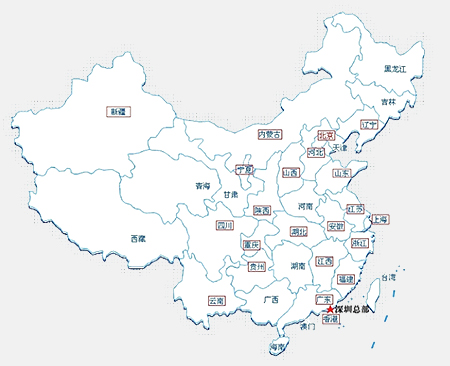 黑龙江
吉林
新疆
辽宁
内蒙古
北京
天津
河北
宁夏
山西
山东
青海
甘肃
陕西
河南
江苏
上海
四川
安徽
西藏
重庆
湖北
浙江
贵州
湖南
江西
福建
台湾
云南
广西
广东
深圳总部
香港
澳门
海南